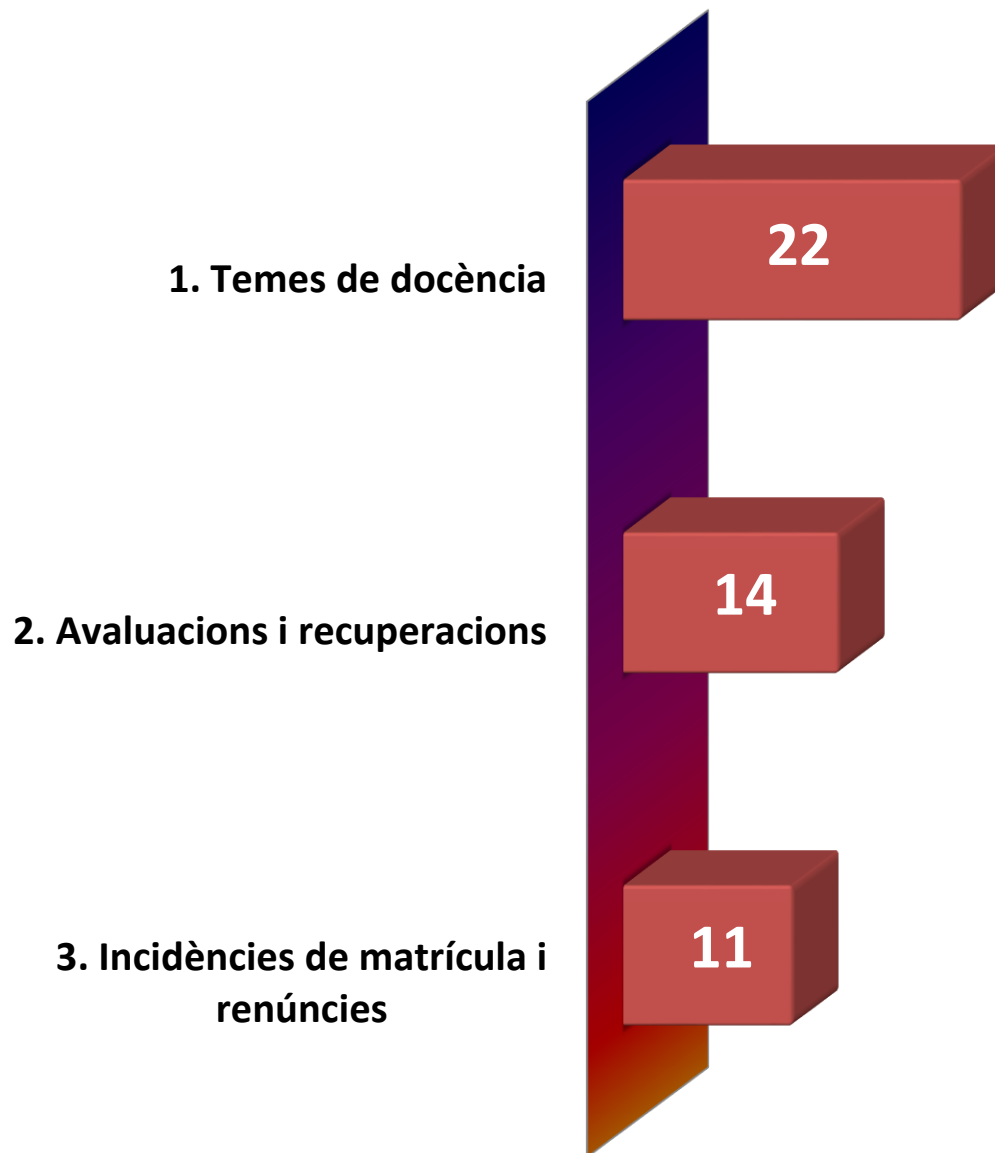 22
1. Temes de docència
14
2. Avaluacions i recuperacions
11
3. Incidències de matrícula i
renúncies